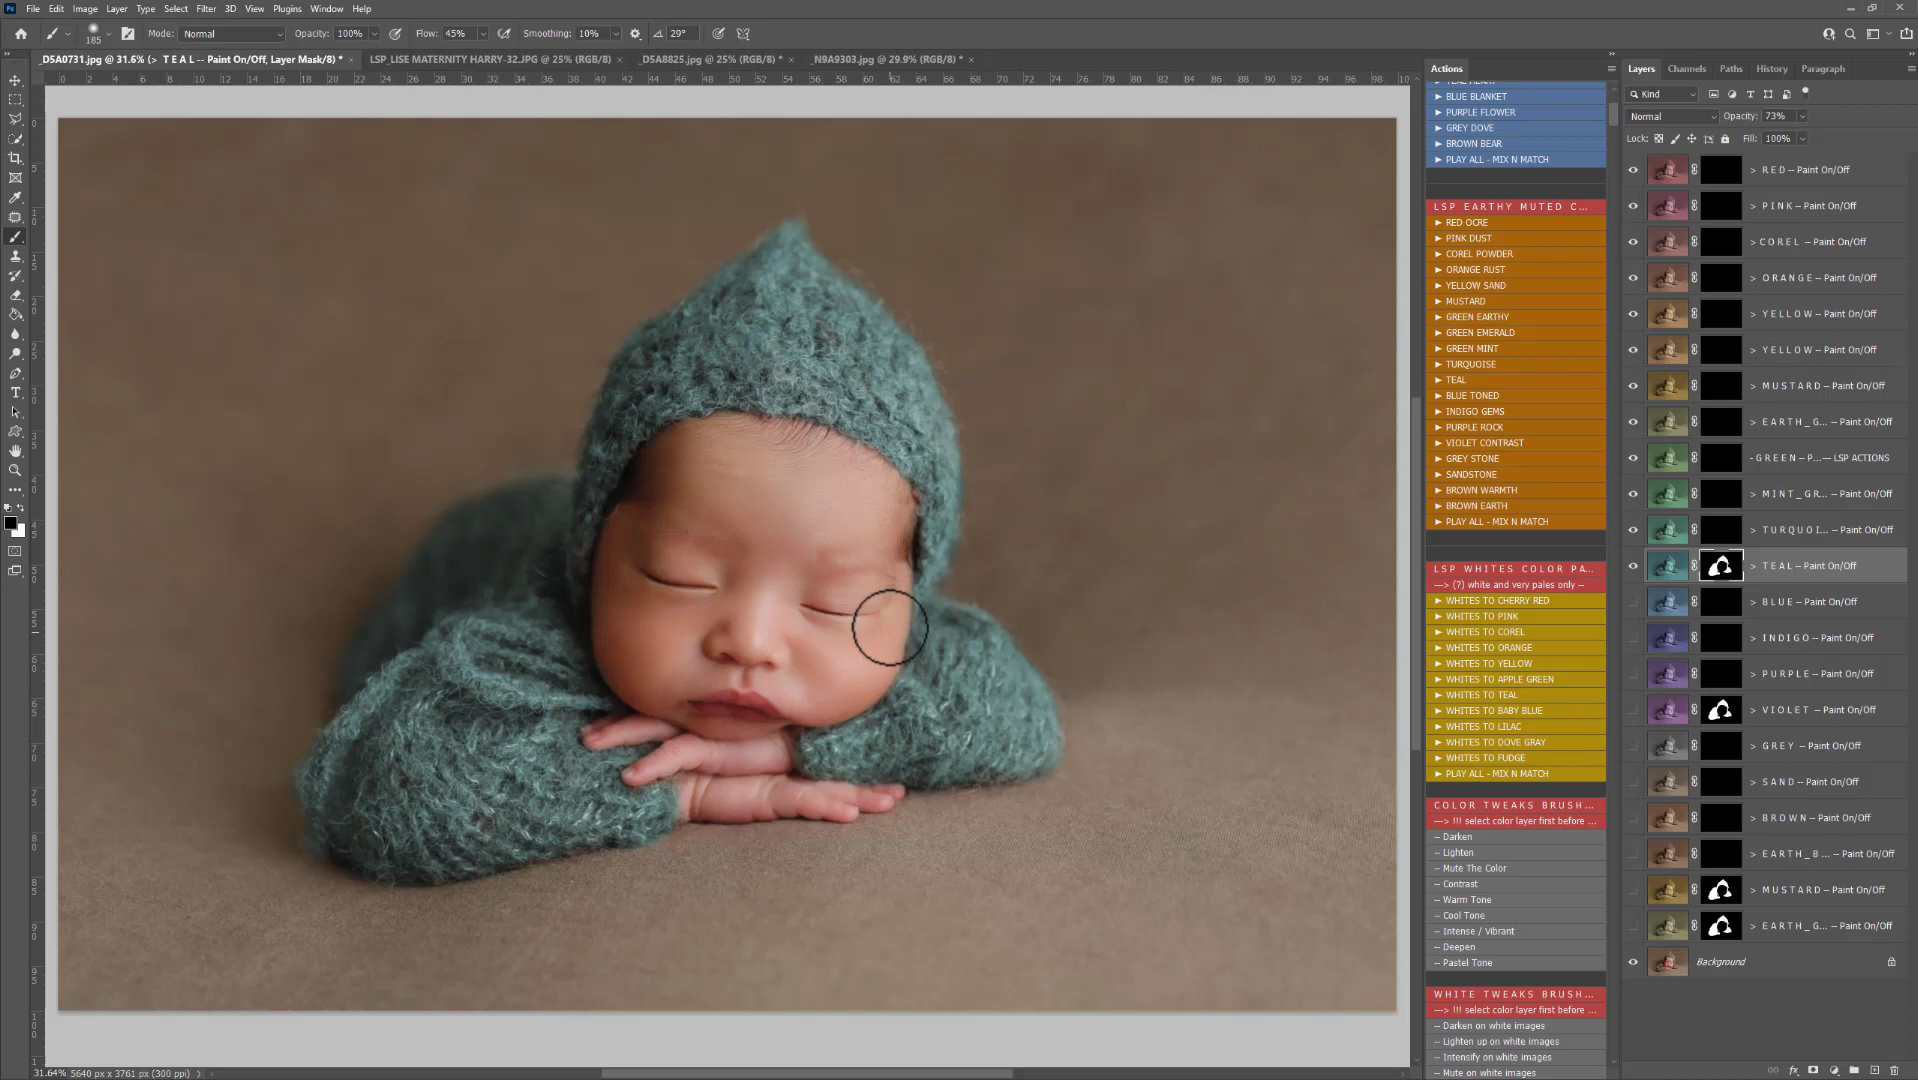 Ps File Edit Image Layer Type Select Filter 3D View Plugins Window Help
185 Mode: Normal Opacity: 100% Flow: 45% Smoothing: 10% 29°
_D5A0731.jpg @ 31.6% (> T E A L -- Paint On/Off, Layer Mask/8) * × LSP_LISE MATERNITY HARRY-32.JPG @ 25% (RGB/8) × _D5A8825.jpg @ 25% (RGB/8) * × _N9A9303.jpg @ 29.9% (RGB/8) * ×
Actions
BLUE BLANKET
PURPLE FLOWER
GREY DOVE
BROWN BEAR
PLAY ALL - MIX N MATCH
LSP EARTHY MUTED C...
RED OCRE
PINK DUST
COREL POWDER
ORANGE RUST
YELLOW SAND
MUSTARD
GREEN EARTHY
GREEN EMERALD
GREEN MINT
TURQUOISE
TEAL
BLUE TONED
INDIGO GEMS
PURPLE ROCK
VIOLET CONTRAST
GREY STONE
SANDSTONE
BROWN WARMTH
BROWN EARTH
PLAY ALL - MIX N MATCH
LSP WHITES COLOR PA...
---> (?) white and very pales only --
WHITES TO CHERRY RED
WHITES TO PINK
WHITES TO COREL
WHITES TO ORANGE
WHITES TO YELLOW
WHITES TO APPLE GREEN
WHITES TO TEAL
WHITES TO BABY BLUE
WHITES TO LILAC
WHITES TO DOVE GRAY
WHITES TO FUDGE
PLAY ALL - MIX N MATCH
COLOR TWEAKS BRUSH...
---> !!! select color layer first before ...
-- Darken
-- Lighten
-- Mute The Color
-- Contrast
-- Warm Tone
-- Cool Tone
-- Intense / Vibrant
-- Deepen
-- Pastel Tone
WHITE TWEAKS BRUSH...
---> !!! select color layer first before ...
-- Darken on white images
-- Lighten up on white images
-- Intensify on white images
-- Mute on white images
Layers Channels Paths History Paragraph
Kind
Normal Opacity: 73%
Lock: Fill: 100%
> R E D -- Paint On/Off
> P I N K -- Paint On/Off
> C O R E L -- Paint On/Off
> O R A N G E -- Paint On/Off
> Y E L L O W -- Paint On/Off
> Y E L L O W -- Paint On/Off
> M U S T A R D -- Paint On/Off
> E A R T H _ G... -- Paint On/Off
- G R E E N -- P...--- LSP ACTIONS
> M I N T _ G R... -- Paint On/Off
> T U R Q U O I... -- Paint On/Off
> T E A L -- Paint On/Off
> B L U E -- Paint On/Off
> I N D I G O -- Paint On/Off
> P U R P L E -- Paint On/Off
> V I O L E T -- Paint On/Off
> G R E Y -- Paint On/Off
> S A N D -- Paint On/Off
> B R O W N -- Paint On/Off
> E A R T H _ B ... -- Paint On/Off
> M U S T A R D -- Paint On/Off
> E A R T H _ G... -- Paint On/Off
Background
31.64% 5640 px x 3761 px (300 ppi)